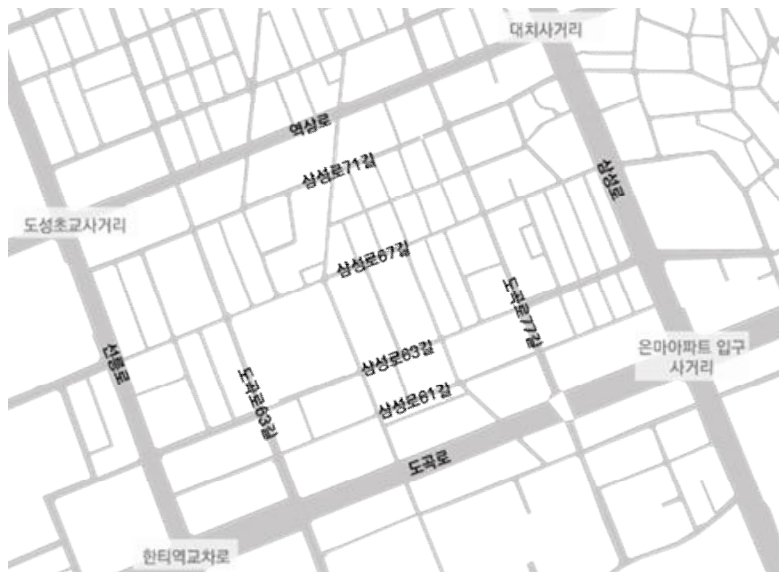 대치사거리
역삼로
삼성로71길
삼성로
도성초교사거리
삼성로67길
도곡로77길
은마아파트 입구
사거리
선릉로
삼성로63길
도곡로63길
삼성로61길
도곡로
한티역교차로